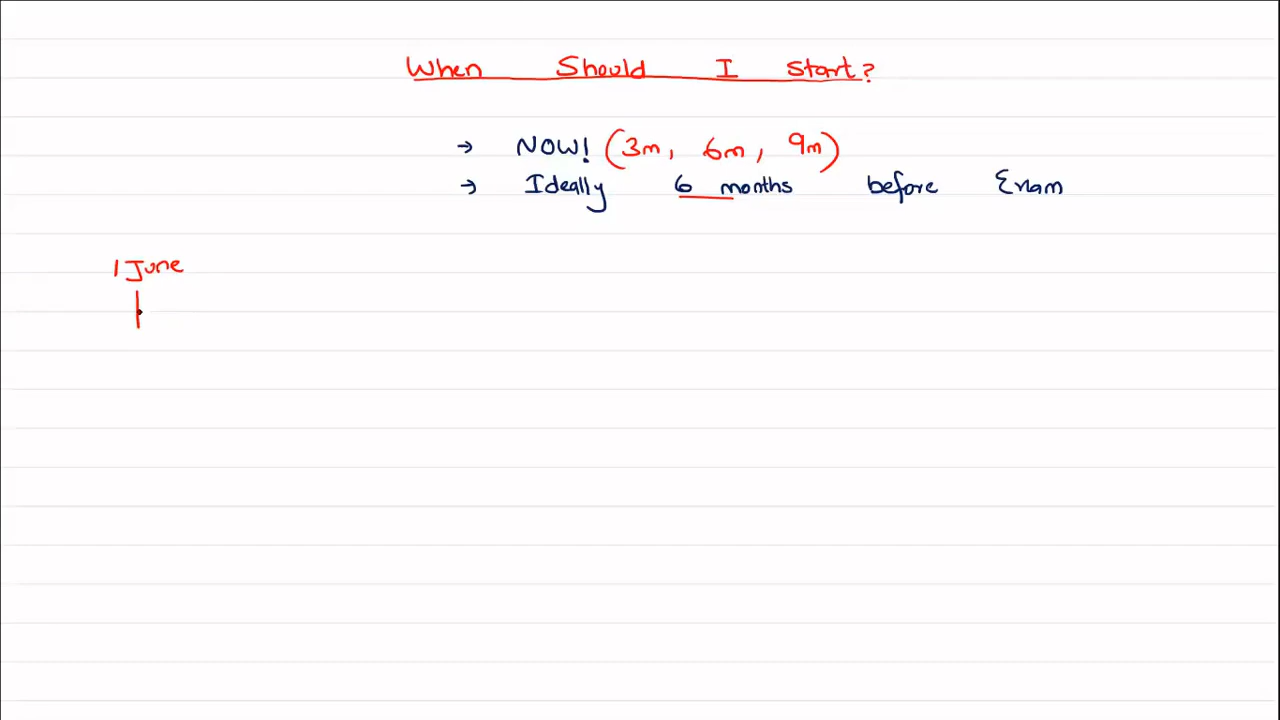 When Should I Start?
→ NOW! (3m, 6m, 9m)
→ Ideally 6 months before Exam
1 June